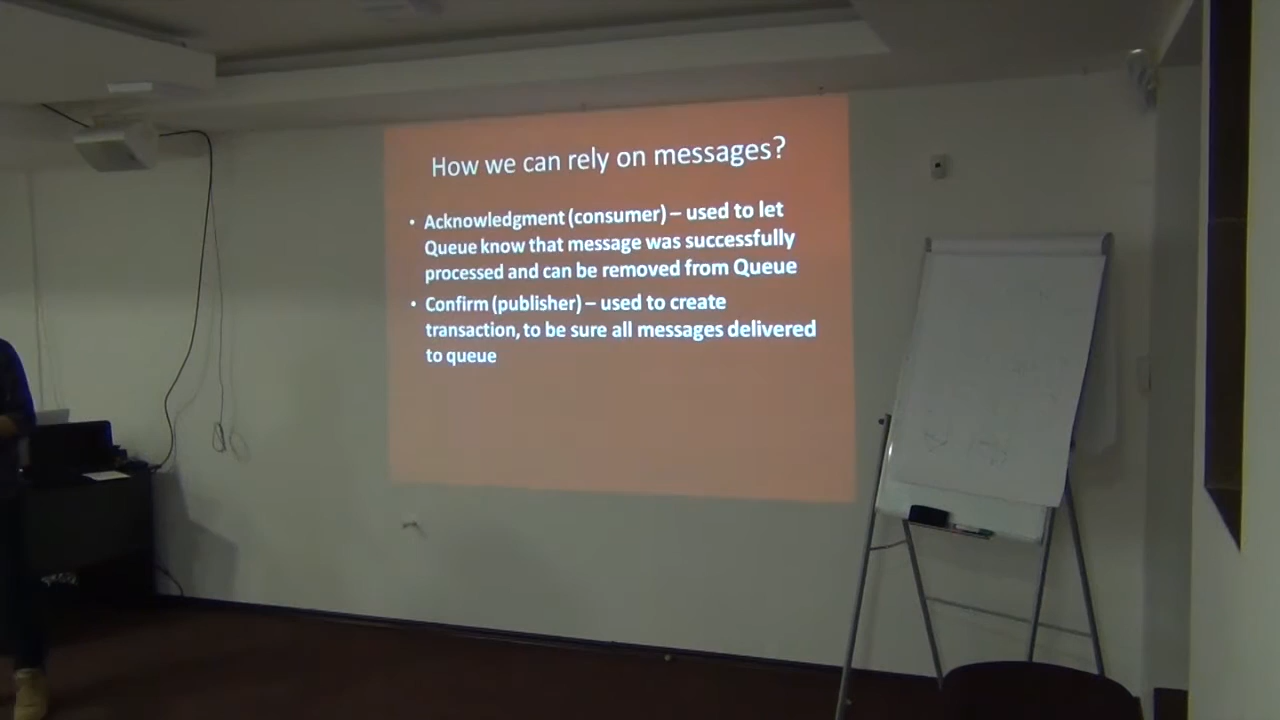 How we can rely on messages?
• Acknowledgment (consumer) – used to let
Queue know that message was successfully
processed and can be removed from Queue
• Confirm (publisher) – used to create
transaction, to be sure all messages delivered
to queue